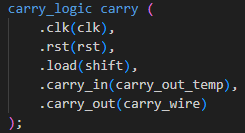 carry_logic carry (
.clk(clk),
.rst(rst),
.load(shift),
.carry_in(carry_out_temp),
.carry_out(carry_wire)
);